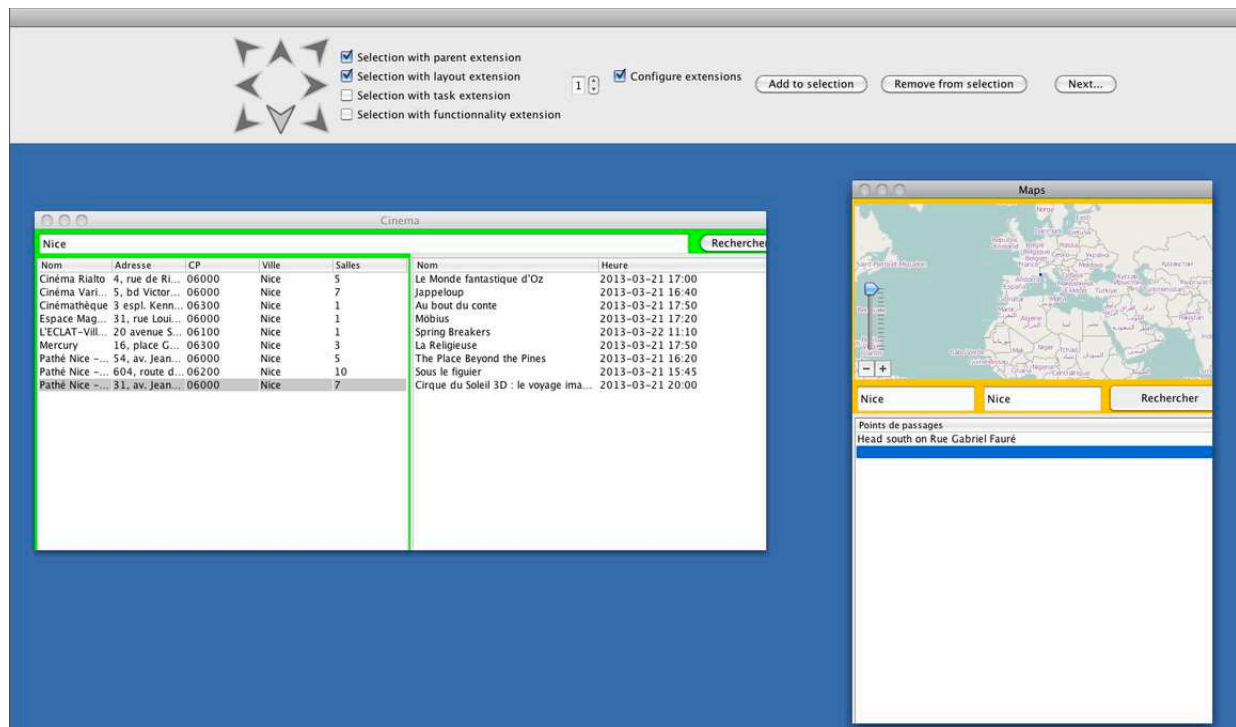 Selection with parent extension
Selection with layout extension
Selection with task extension
Selection with functionnality extension
1
Configure extensions
Add to selection
Remove from selection
Next...
Cinema
Nice
Rechercher
Nom Adresse CP Ville Salles
Cinéma Rialto 4, rue de Ri... 06000 Nice 5
Cinéma Vari... 5, bd Victor... 06000 Nice 7
Cinémathèque 3 espl. Kenn... 06300 Nice 1
Espace Mag... 31, rue Loui... 06000 Nice 1
L'ECLAT-Vill... 20 avenue S... 06100 Nice 1
Mercury 16, place G... 06300 Nice 3
Pathé Nice -... 54, av. Jean... 06000 Nice 5
Pathé Nice -... 604, route d... 06200 Nice 10
Pathé Nice -... 31, av. Jean... 06000 Nice 7
Nom Heure
Le Monde fantastique d'Oz 2013-03-21 17:00
Jappeloup 2013-03-21 16:40
Au bout du conte 2013-03-21 17:50
Möbius 2013-03-21 17:20
Spring Breakers 2013-03-22 11:10
La Religieuse 2013-03-21 17:50
The Place Beyond the Pines 2013-03-21 16:20
Sous le figuier 2013-03-21 15:45
Cirque du Soleil 3D : le voyage ima... 2013-03-21 20:00
Maps
Nice
Nice
Rechercher
Points de passages
Head south on Rue Gabriel Fauré